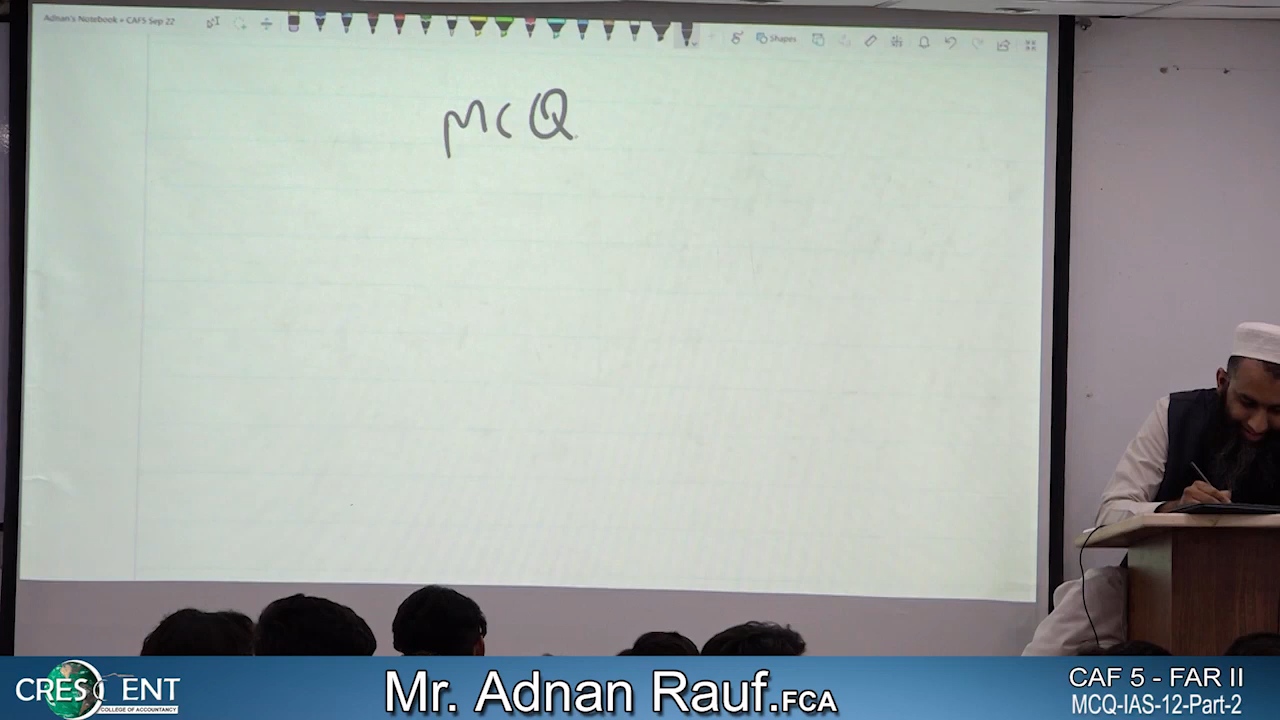 Adnan's Notebook » CAF5 Sep 22
Shapes
MCQ
CRESCENT
COLLEGE OF ACCOUNTANCY
Mr. Adnan Rauf.FCA
CAF 5 - FAR II
MCQ-IAS-12-Part-2